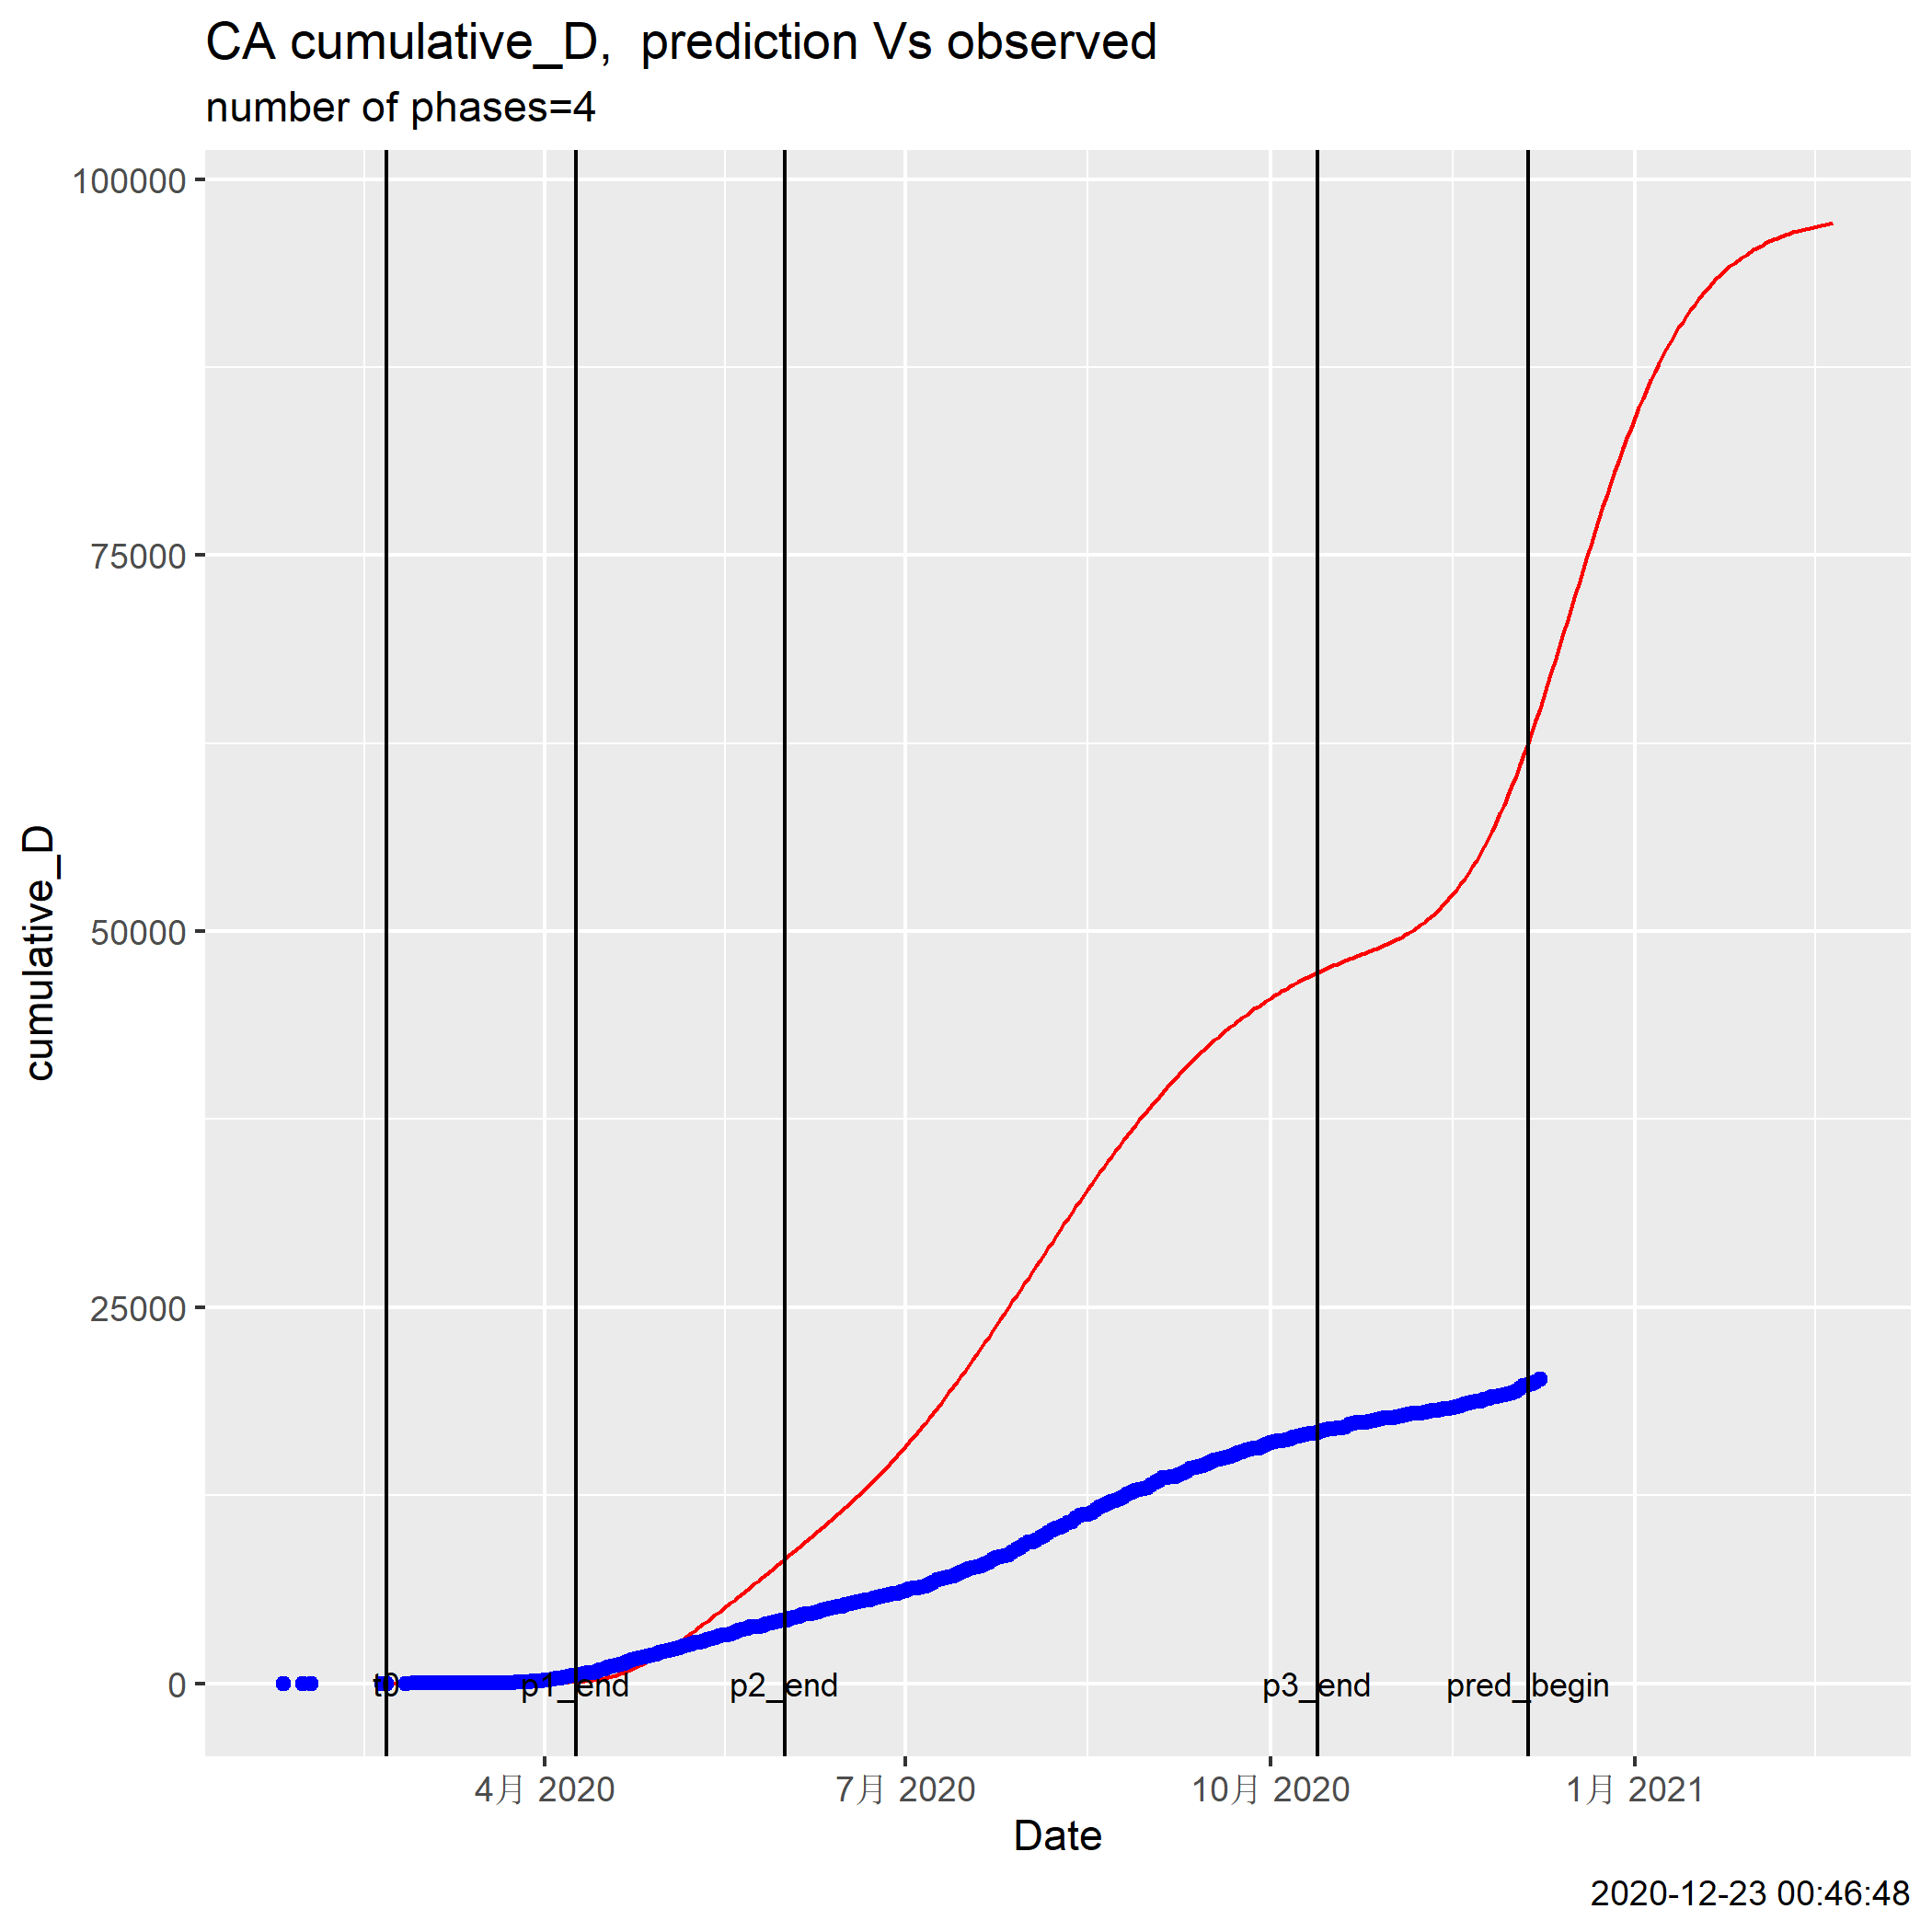 CA cumulative_D,  prediction Vs observed
number of phases=4
100000
75000
50000
25000
0
cumulative_D
t0
p1_end
p2_end
p3_end
pred_begin
4月 2020
7月 2020
10月 2020
1月 2021
Date
2020-12-23 00:46:48